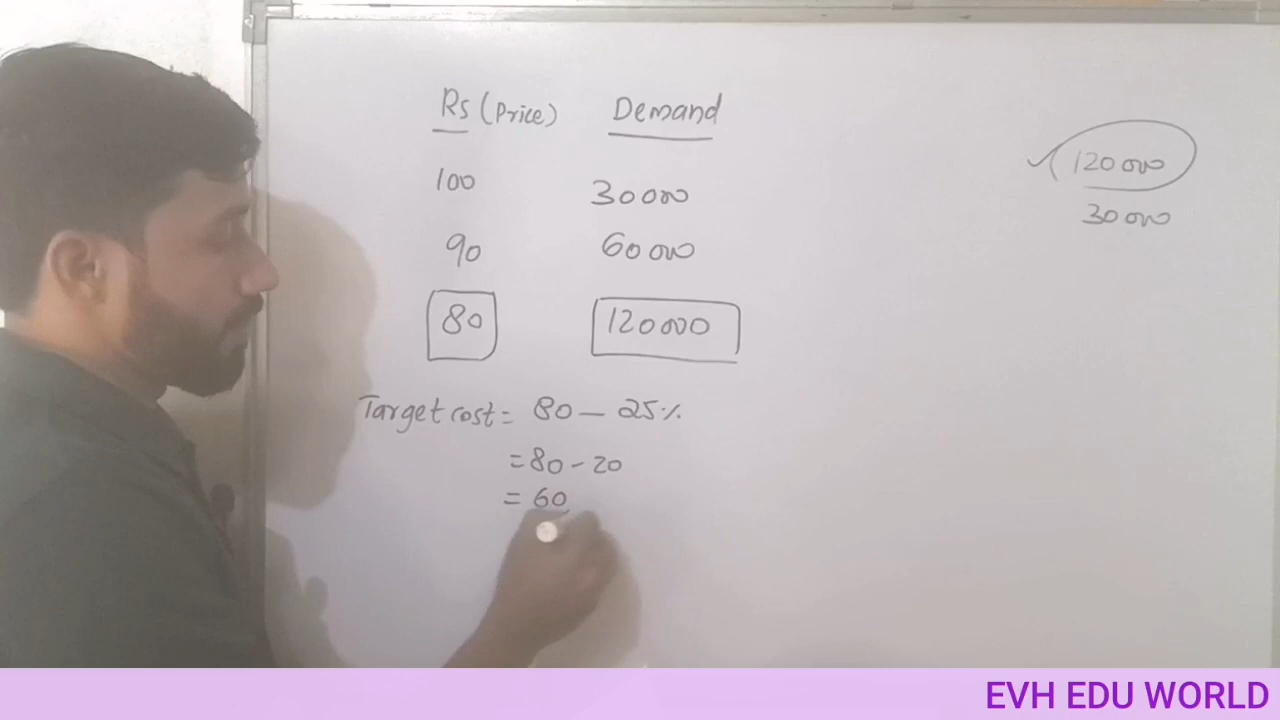 Rs (Price) Demand
100 30000
90 60000
80 120000
Target cost = 80 — 25%
= 80 - 20
= 60
✓ 120000
30000
EVH EDU WORLD